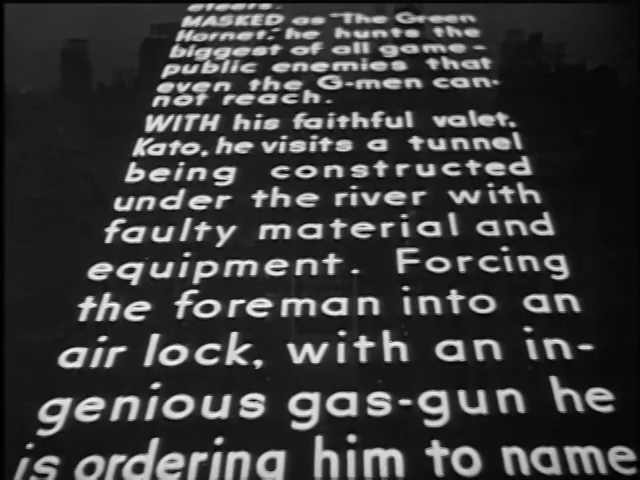 MASKED as "The Green
Hornet," he hunts the
biggest of all game-
public enemies that
even the G-men can-
not reach.
WITH his faithful valet,
Kato, he visits a tunnel
being constructed
under the river with
faulty material and
equipment. Forcing
the foreman into an
air lock, with an in-
genious gas-gun he
is ordering him to name